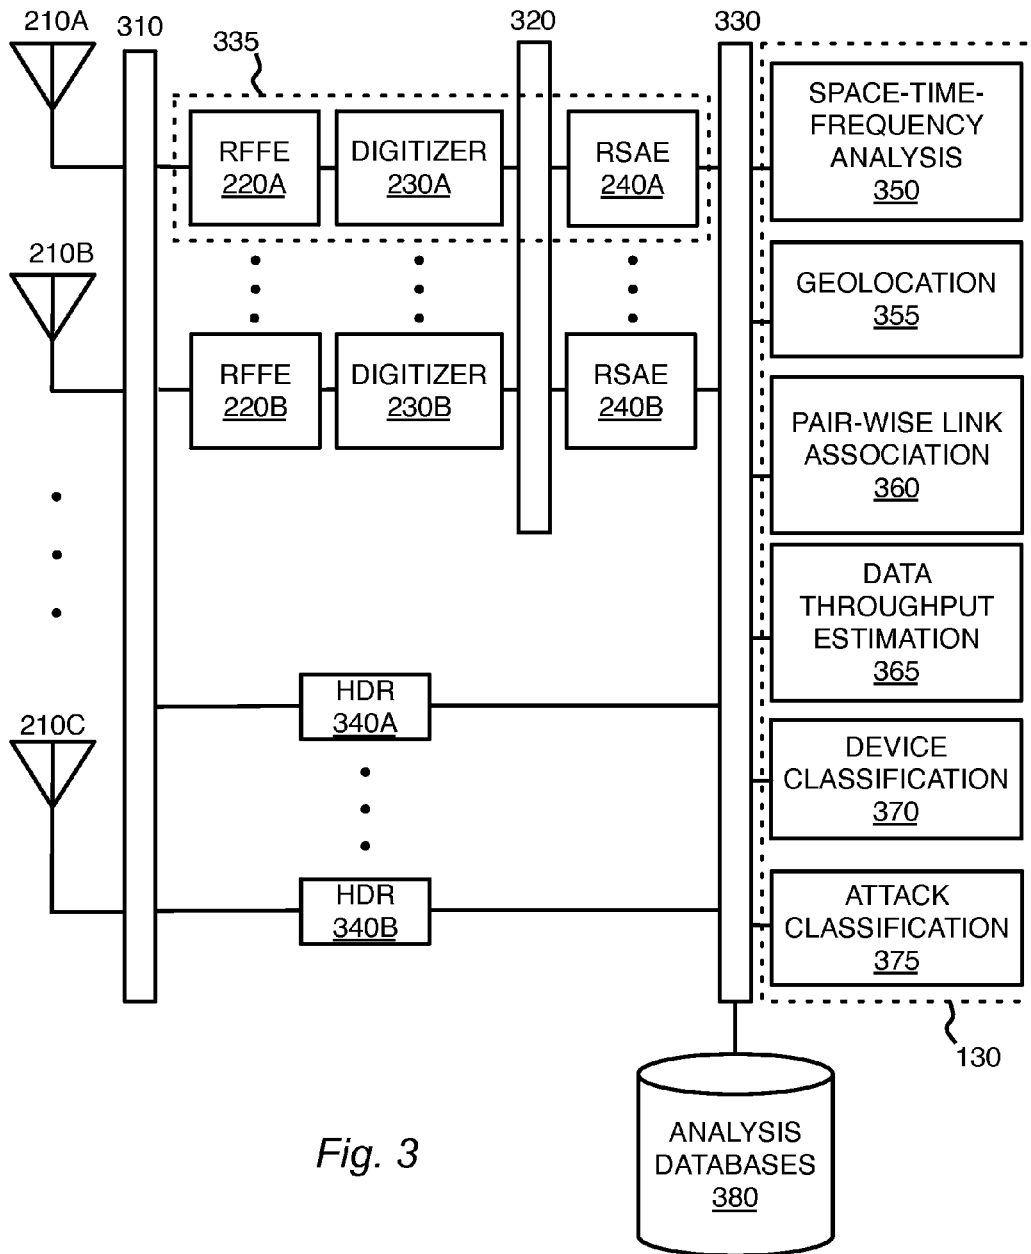 210A
310
335
320
330
RFFE
220A
DIGITIZER
230A
RSAE
240A
SPACE-TIME-
FREQUENCY
ANALYSIS
350
210B
GEOLOCATION
355
RFFE
220B
DIGITIZER
230B
RSAE
240B
PAIR-WISE LINK
ASSOCIATION
360
DATA
THROUGHPUT
ESTIMATION
365
HDR
340A
210C
DEVICE
CLASSIFICATION
370
HDR
340B
ATTACK
CLASSIFICATION
375
130
ANALYSIS
DATABASES
380
Fig. 3